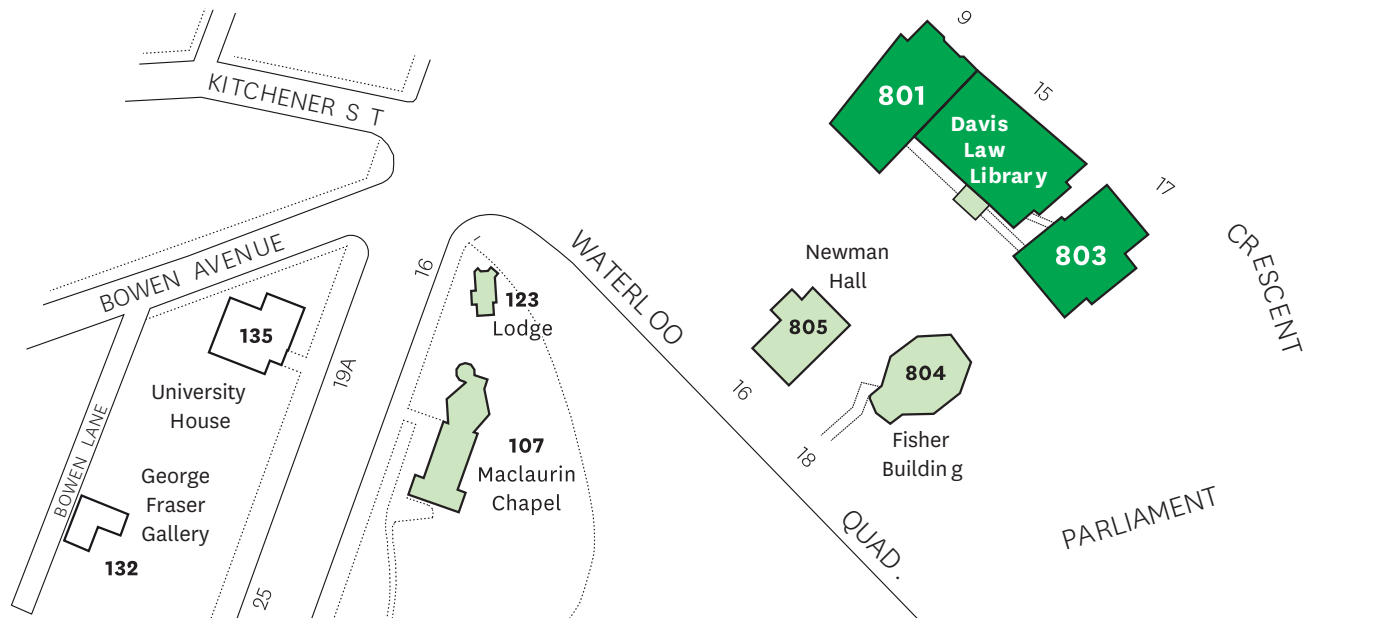 9
KITCHENER ST
801
15
Davis
Law
Library
17
803
CRESCENT
BOWEN AVENUE
16
WATERLOO
Newman
Hall
123
Lodge
805
135
19A
804
16
University
House
BOWEN LANE
107
Maclaurin
Chapel
18
Fisher
Building
George
Fraser
Gallery
QUAD.
PARLIAMENT
132
25